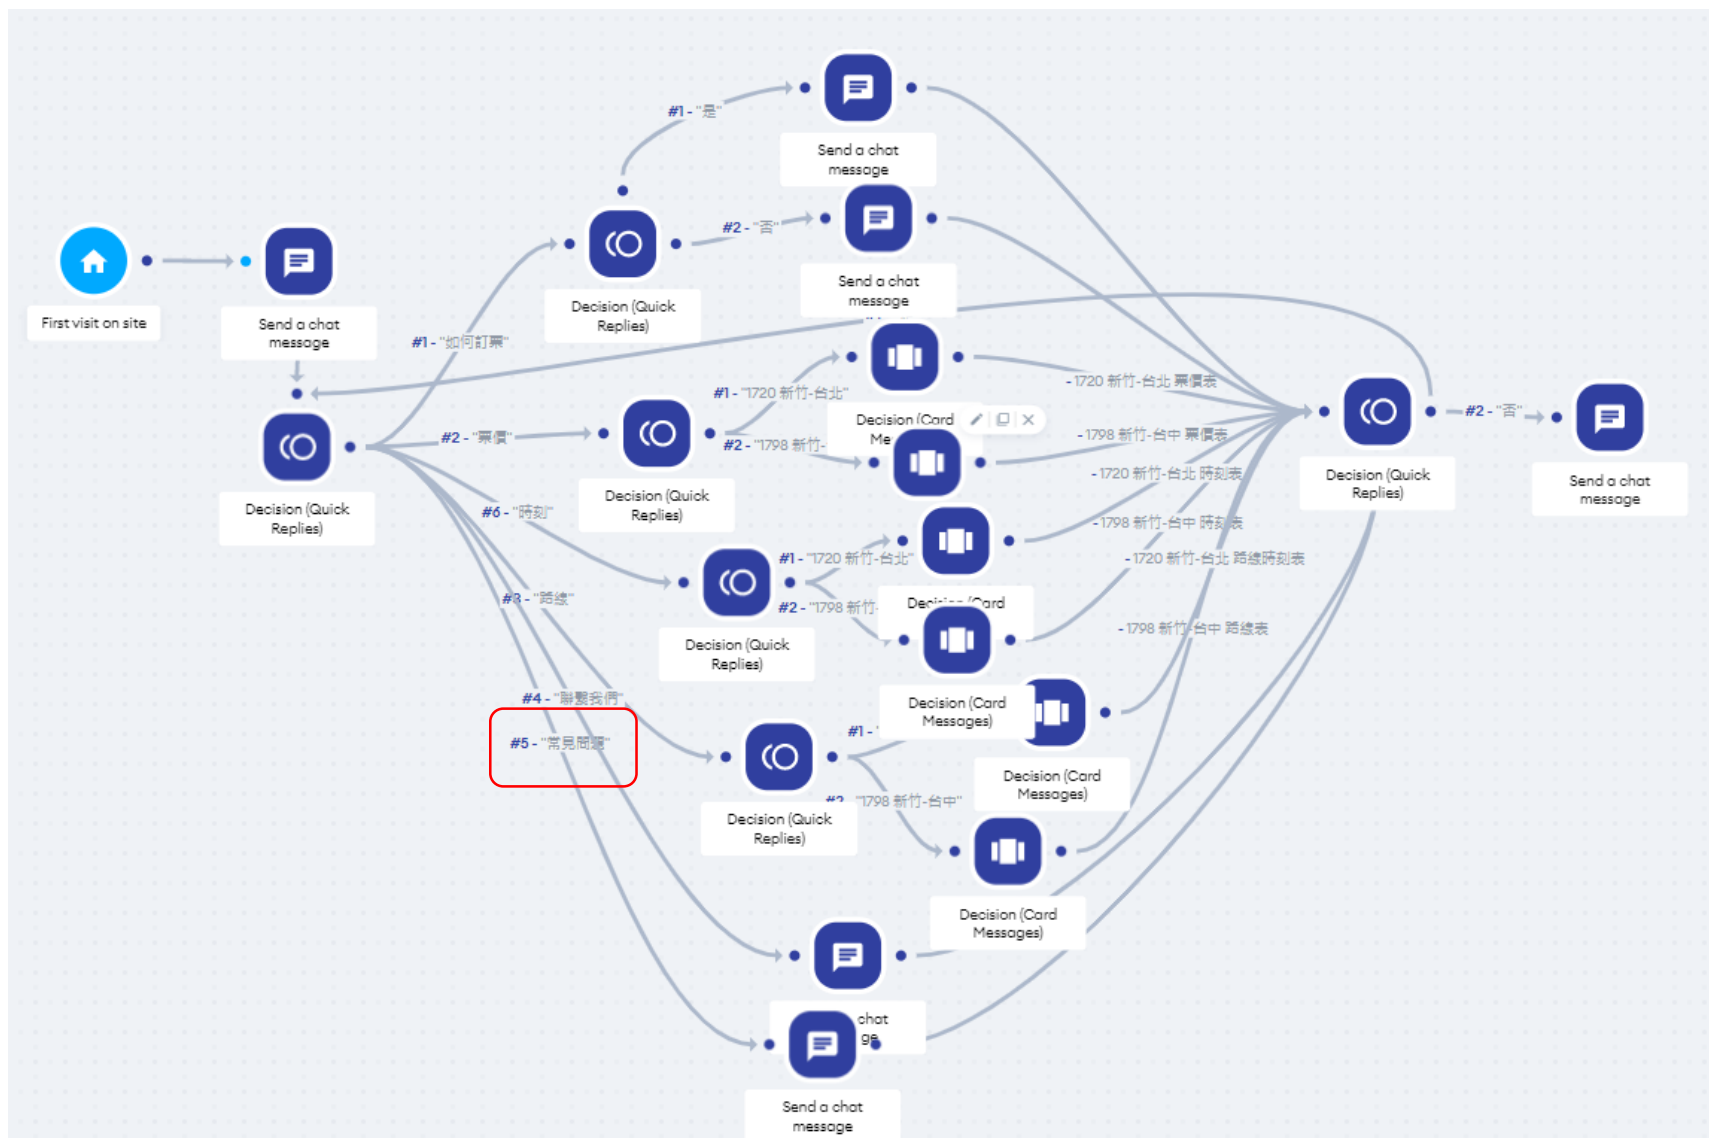 #1 - "是"
Send a chat
message
#2 - "否"
Send a chat
message
First visit on site
Send a chat
message
Decision (Quick
Replies)
#1 - "如何訂票"
#1 - "1720 新竹-台北"
- 1720 新竹-台北 票價表
Decision (Card
#2 - "票價"
#2 - "1798 新竹-
- 1798 新竹-台中 票價表
#2 - "否"
- 1720 新竹-台北 時刻表
Decision (Quick
Replies)
Decision (Quick
Replies)
Decision (Quick
Replies)
Send a chat
message
#6 - "時刻"
- 1798 新竹-台中 時刻表
#1 - "1720 新竹-台北"
- 1720 新竹-台北 路線時刻表
#3 - "路線"
#2 - "1798 新竹-
Decision (Card
- 1798 新竹-台中 路線表
Decision (Quick
Replies)
#4 - "聯繫我們"
Decision (Card
Messages)
#5 - "常見問題"
#1 - "
Decision (Card
Messages)
#2 "1798 新竹-台中"
Decision (Quick
Replies)
Decision (Card
Messages)
chat
ge
Send a chat
message